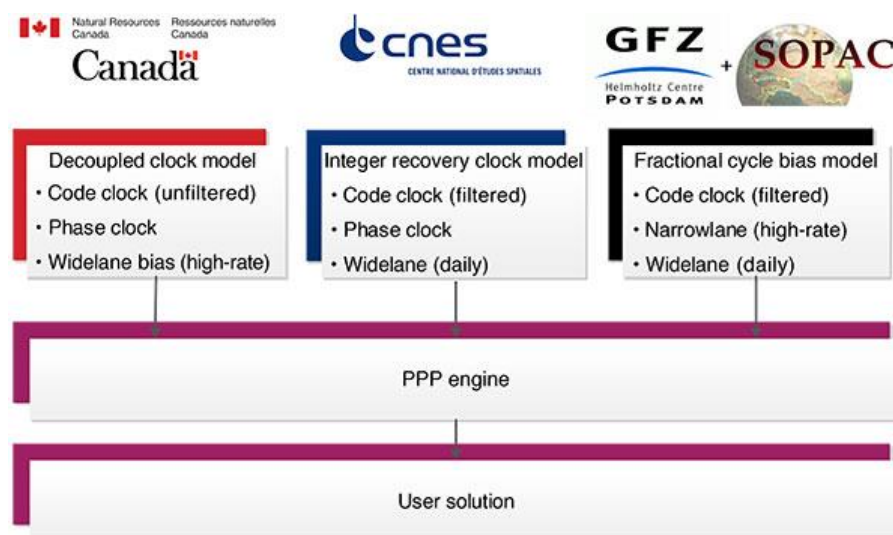 Natural Resources Canada
Ressources naturelles Canada
Canada
cnes
CENTRE NATIONAL D'ÉTUDES SPATIALES
GFZ
Helmholtz Centre
POTSDAM
+
SOPAC
Decoupled clock model
• Code clock (unfiltered)
• Phase clock
• Widelane bias (high-rate)
Integer recovery clock model
• Code clock (filtered)
• Phase clock
• Widelane (daily)
Fractional cycle bias model
• Code clock (filtered)
• Narrowlane (high-rate)
• Widelane (daily)
PPP engine
User solution